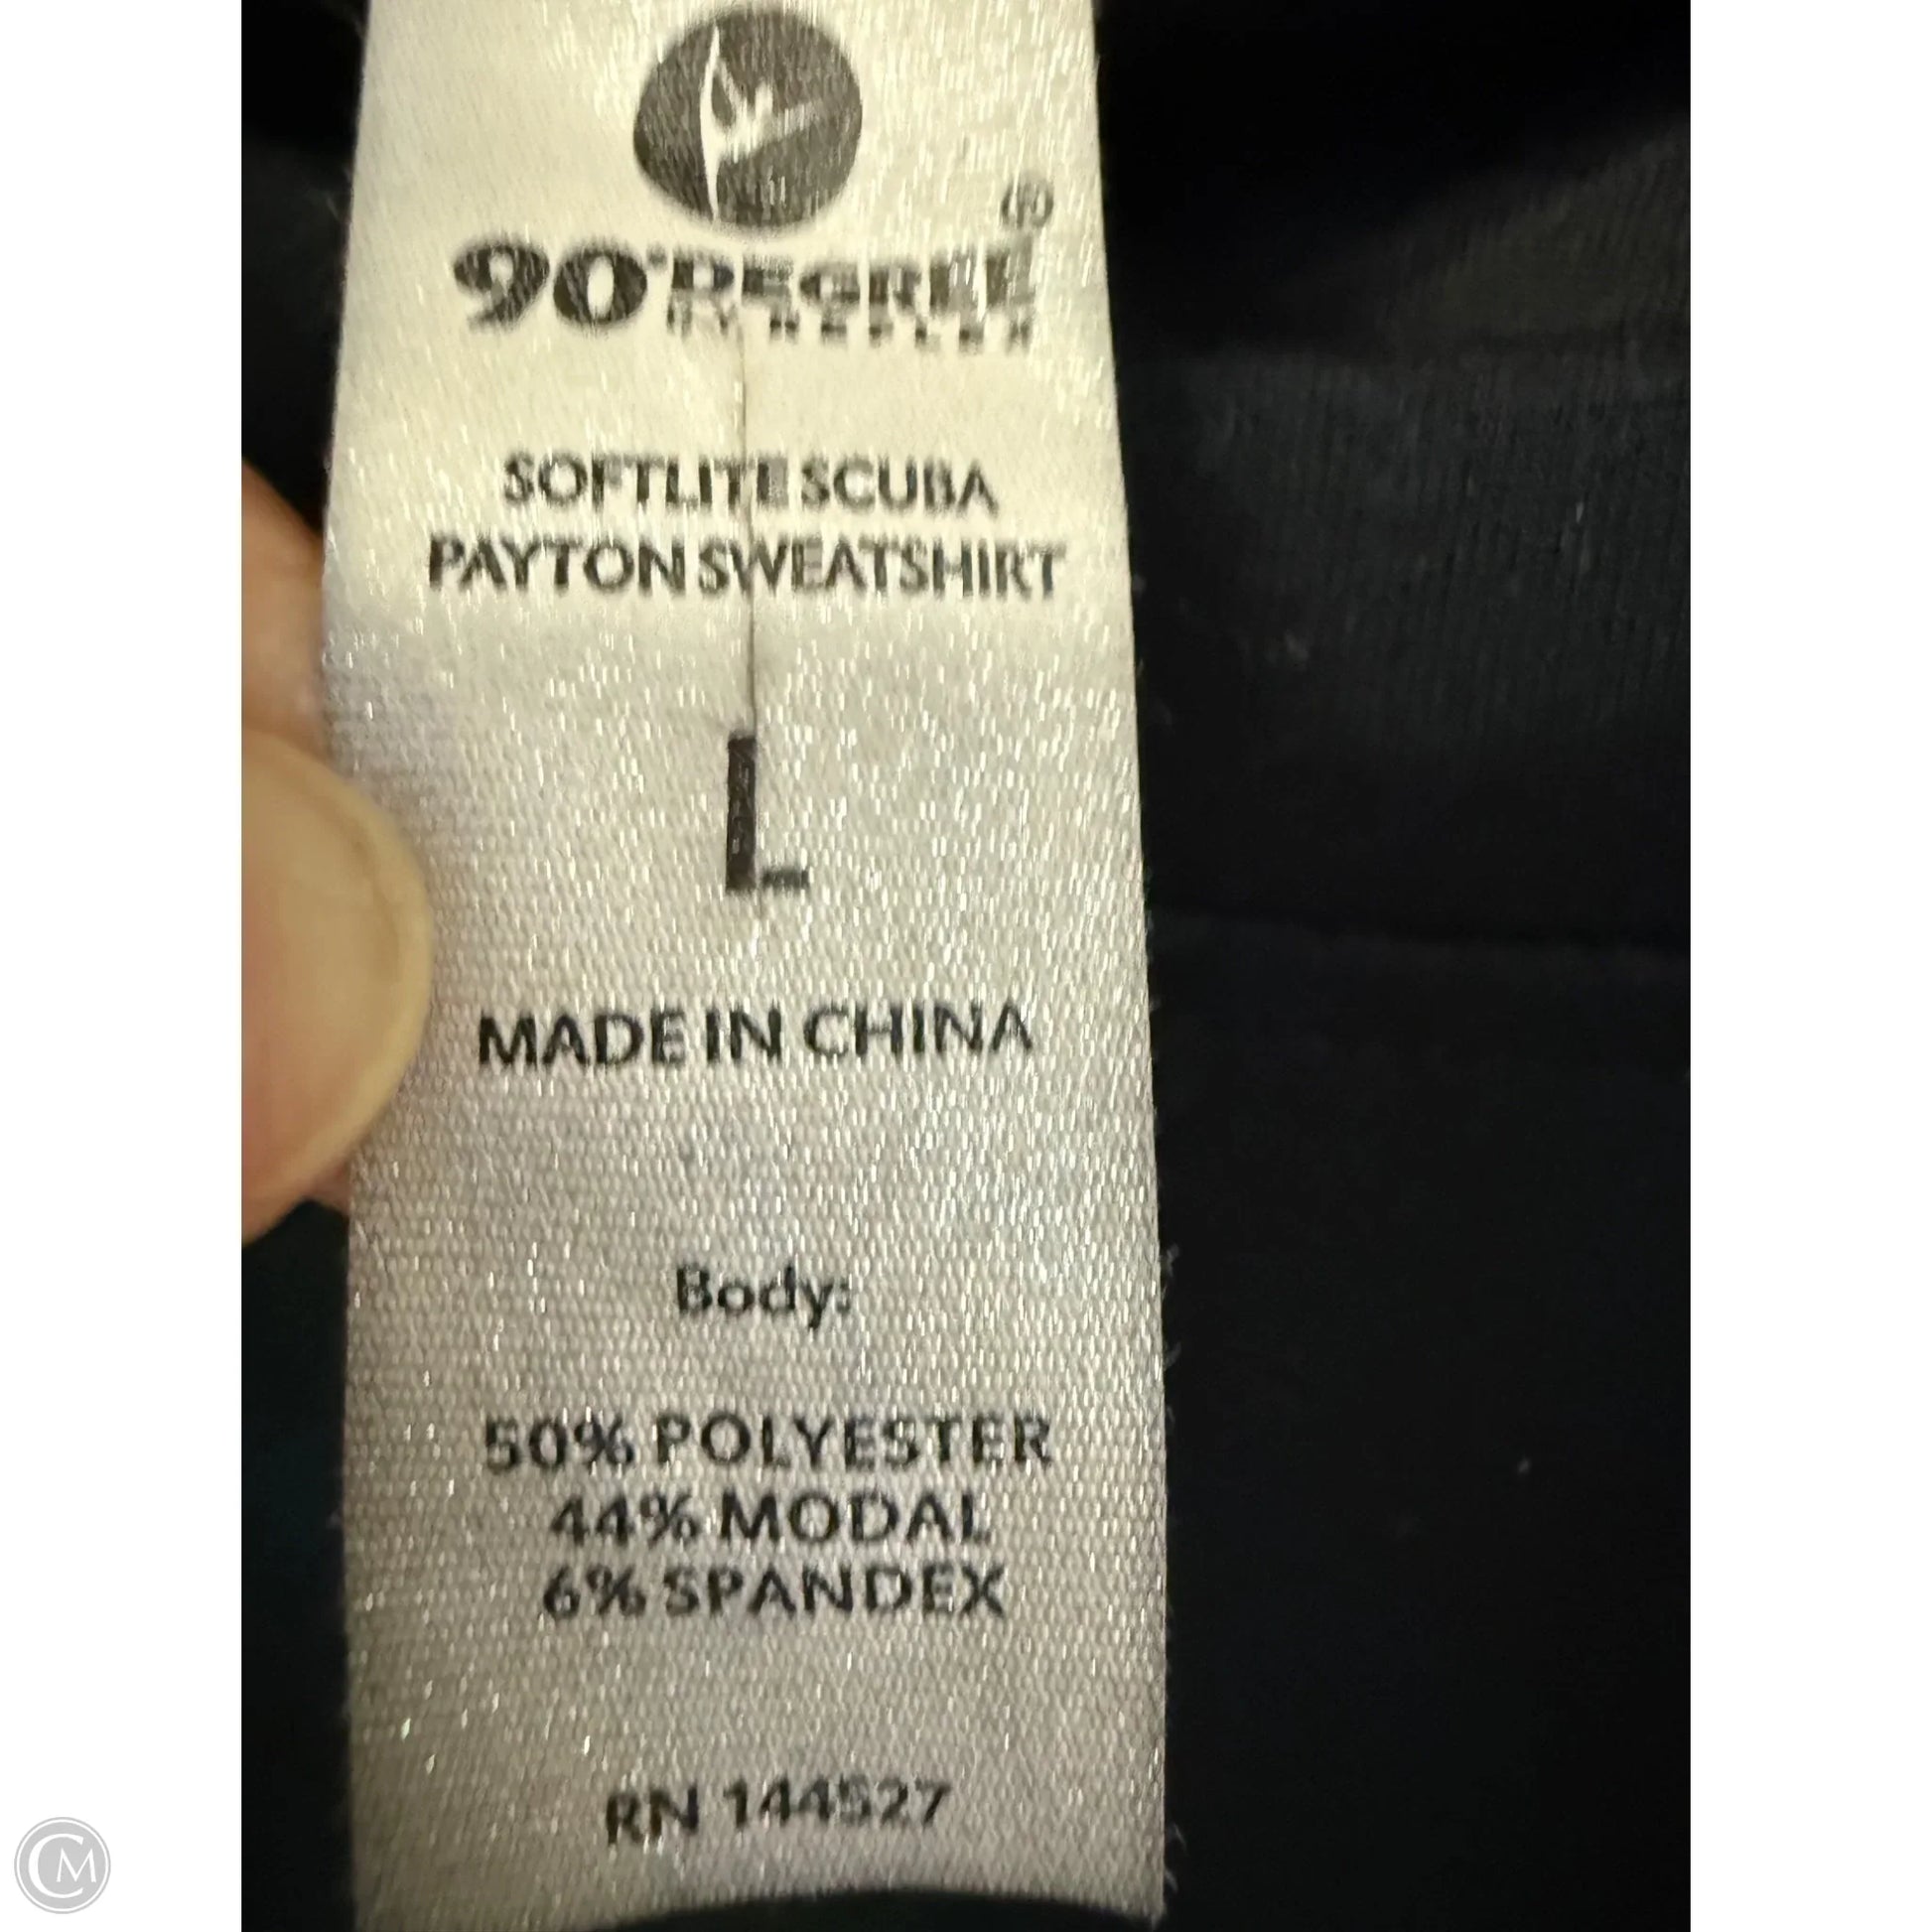 ®
90° DEGREE
BY REFLEX
SOFTLITE SCUBA
PAYTON SWEATSHIRT
L
MADE IN CHINA
Body:
50% POLYESTER
44% MODAL
6% SPANDEX
RN 144527
CM